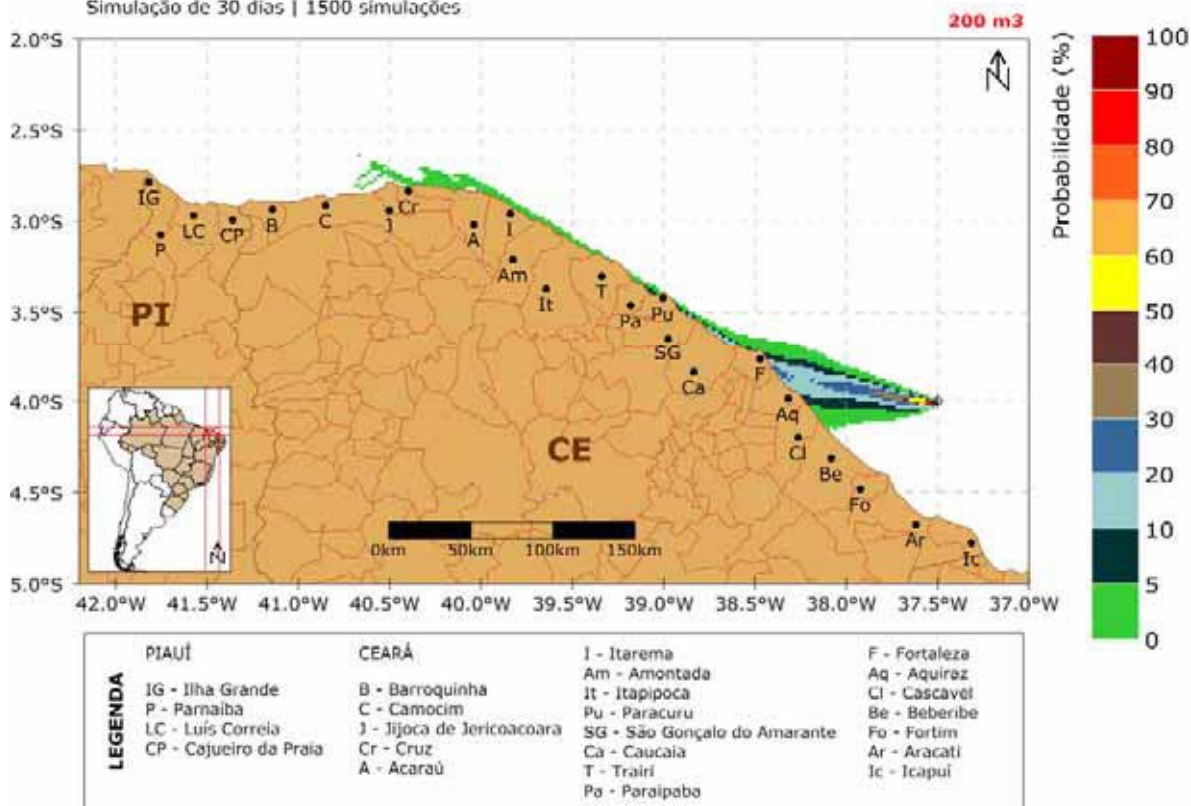 Simulação de 30 dias | 1500 simulações
200 m3
2.0°S
2.5°S
3.0°S
3.5°S
4.0°S
4.5°S
5.0°S
42.0°W 41.5°W 41.0°W 40.5°W 40.0°W 39.5°W 39.0°W 38.5°W 38.0°W 37.5°W 37.0°W
N
IG
P
LC
CP
B
C
J
Cr
A
I
Am
It
T
Pa
Pu
SG
Ca
F
Aq
Cl
Be
Fo
Ar
Ic
PI
CE
0km 50km 100km 150km
N
Probabilidade (%)
100
90
80
70
60
50
40
30
20
10
5
0
LEGENDA
PIAUÍ
IG - Ilha Grande
P - Parnaíba
LC - Luís Correia
CP - Cajueiro da Praia
CEARÁ
B - Barroquinha
C - Camocim
J - Jijoca de Jericoacoara
Cr - Cruz
A - Acaraú
I - Itarema
Am - Amontada
It - Itapipoca
Pu - Paracuru
SG - São Gonçalo do Amarante
Ca - Caucaia
T - Trairí
Pa - Paraipaba
F - Fortaleza
Aq - Aquiraz
Cl - Cascavel
Be - Beberibe
Fo - Fortim
Ar - Aracati
Ic - Icapuí